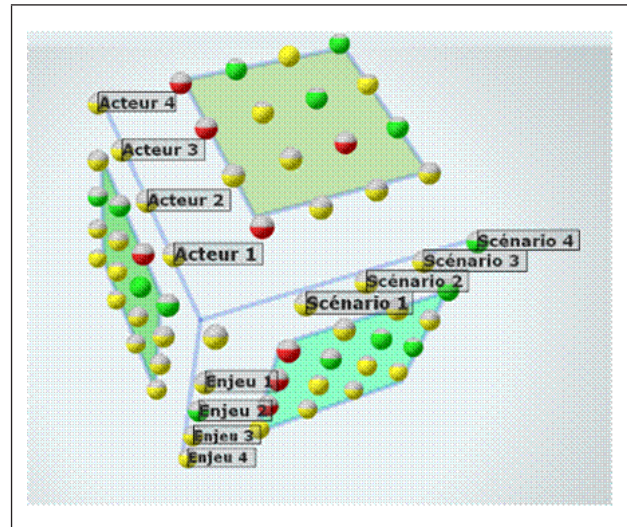 Acteur 4
Acteur 3
Acteur 2
Acteur 1
Scénario 4
Scénario 3
Scénario 2
Scénario 1
Enjeu 1
Enjeu 2
Enjeu 3
Enjeu 4